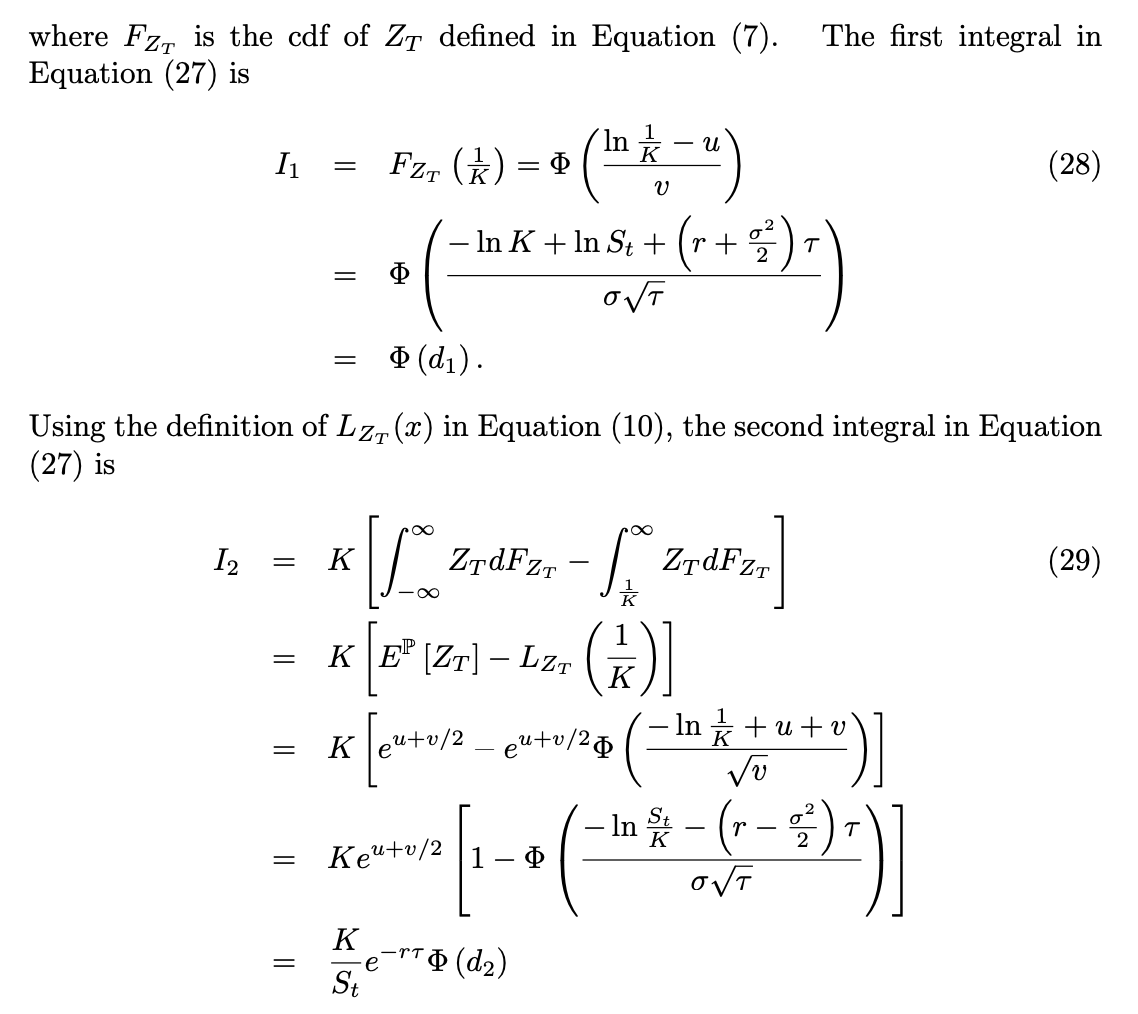 where $F_{Z_T}$ is the cdf of $Z_T$ defined in Equation (7). The first integral in
Equation (27) is
$I_1 = F_{Z_T}\left(\frac{1}{K}\right) = \Phi\left(\frac{\ln \frac{1}{K} - u}{v}\right)$ (28)
$= \Phi\left(\frac{-\ln K + \ln S_t + \left(r + \frac{\sigma^2}{2}\right)\tau}{\sigma\sqrt{\tau}}\right)$
$= \Phi(d_1).$
Using the definition of $L_{Z_T}(x)$ in Equation (10), the second integral in Equation
(27) is
$I_2 = K\left[\int_{-\infty}^{\infty} Z_T dF_{Z_T} - \int_{\frac{1}{K}}^{\infty} Z_T dF_{Z_T}\right]$ (29)
$= K\left[E^{\mathbb{P}}[Z_T] - L_{Z_T}\left(\frac{1}{K}\right)\right]$
$= K\left[e^{u+v/2} - e^{u+v/2}\Phi\left(\frac{-\ln \frac{1}{K} + u + v}{\sqrt{v}}\right)\right]$
$= Ke^{u+v/2}\left[1 - \Phi\left(\frac{-\ln \frac{S_t}{K} - \left(r - \frac{\sigma^2}{2}\right)\tau}{\sigma\sqrt{\tau}}\right)\right]$
$= \frac{K}{S_t}e^{-r\tau}\Phi(d_2)$